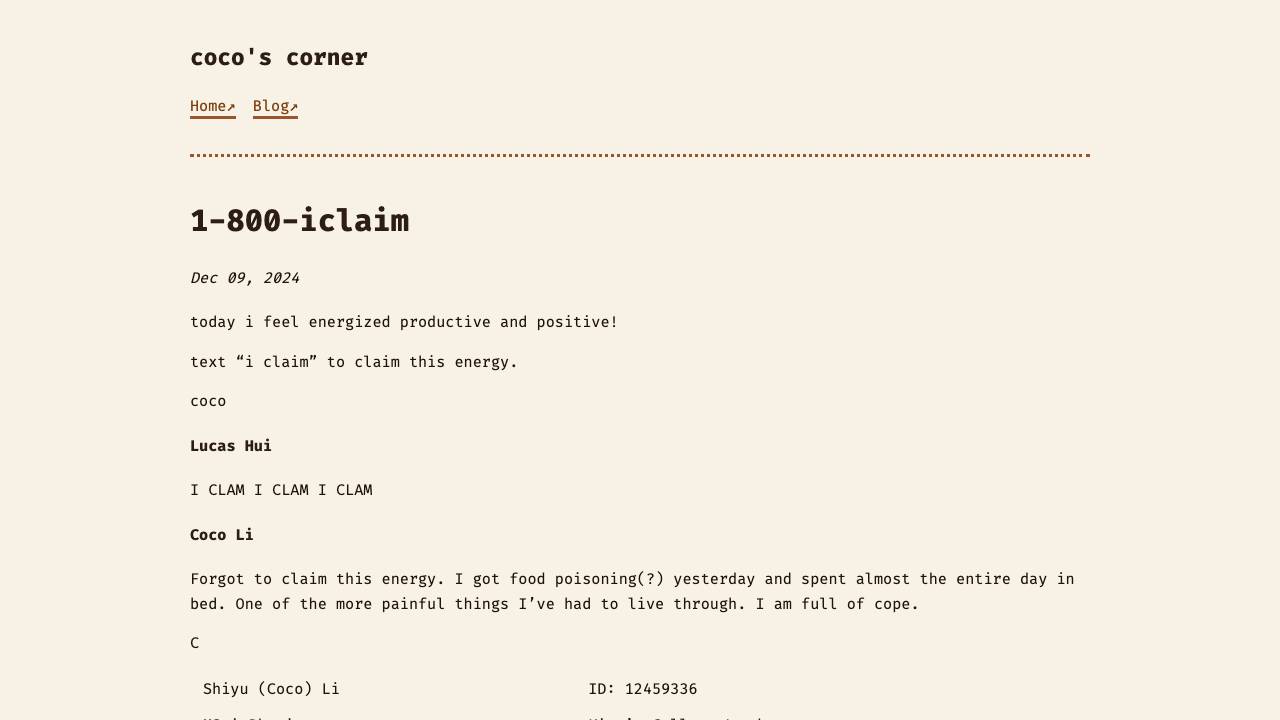 coco's corner
Home↗ Blog↗
1-800-iclaim
Dec 09, 2024
today i feel energized productive and positive!
text “i claim” to claim this energy.
coco
Lucas Hui
I CLAM I CLAM I CLAM
Coco Li
Forgot to claim this energy. I got food poisoning(?) yesterday and spent almost the entire day in
bed. One of the more painful things I’ve had to live through. I am full of cope.
C
Shiyu (Coco) Li ID: 12459336